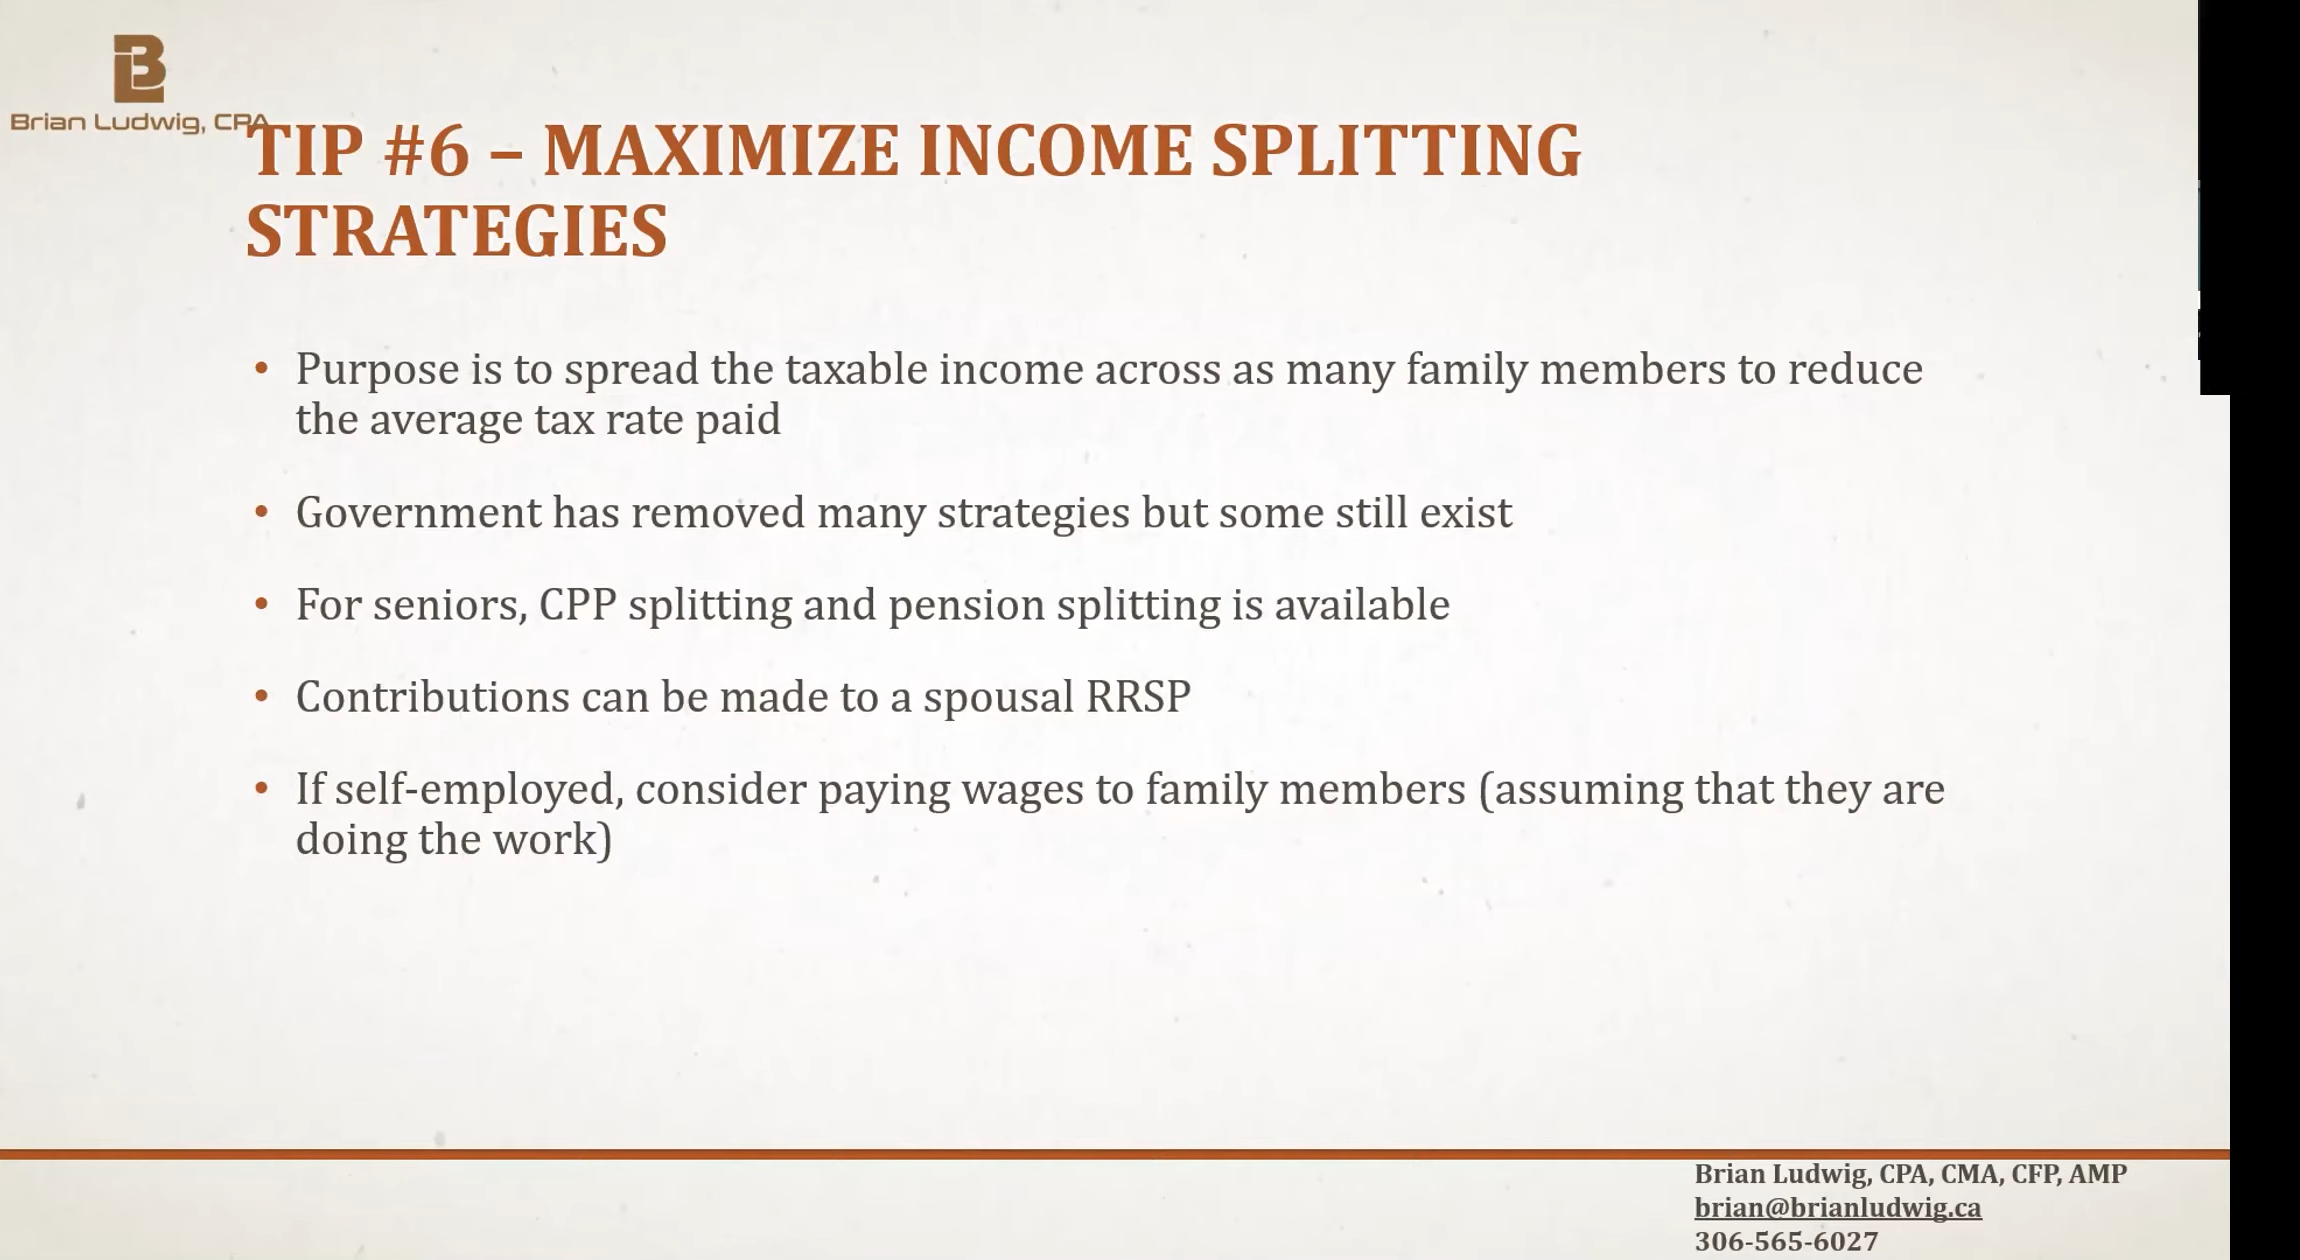 Brian Ludwig, CPA
TIP #6 – MAXIMIZE INCOME SPLITTING
STRATEGIES
• Purpose is to spread the taxable income across as many family members to reduce
the average tax rate paid
• Government has removed many strategies but some still exist
• For seniors, CPP splitting and pension splitting is available
• Contributions can be made to a spousal RRSP
• If self-employed, consider paying wages to family members (assuming that they are
doing the work)
Brian Ludwig, CPA, CMA, CFP, AMP
brian@brianludwig.ca
306-565-6027